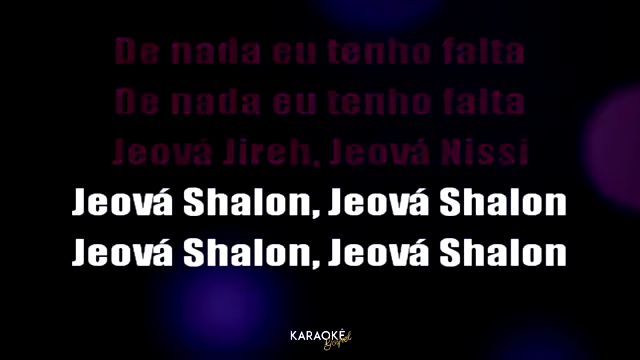 De nada eu tenho falta
De nada eu tenho falta
Jeová Jireh, Jeová Nissi
Jeová Shalon, Jeová Shalon
Jeová Shalon, Jeová Shalon
KARAOKÊ
Gospel